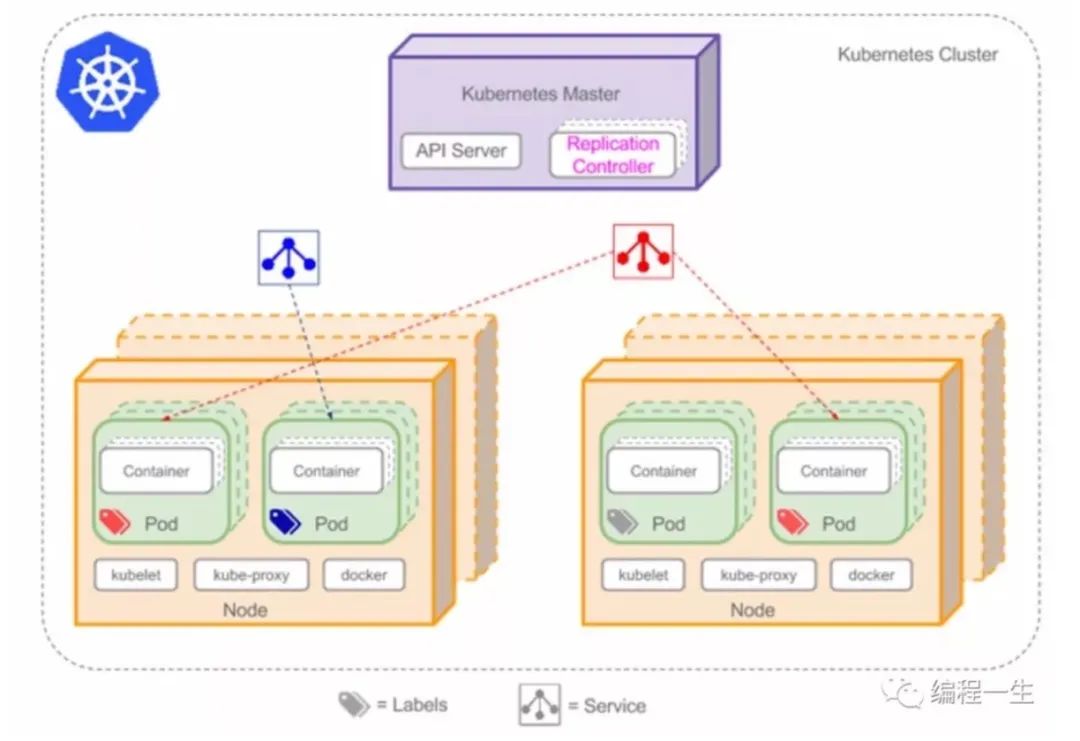 Kubernetes Cluster
Kubernetes Master
API Server
Replication
Controller
Container
Container
Container
Container
Pod
Pod
Pod
Pod
kubelet
kube-proxy
docker
kubelet
kube-proxy
docker
Node
Node
= Labels
= Service
编程一生